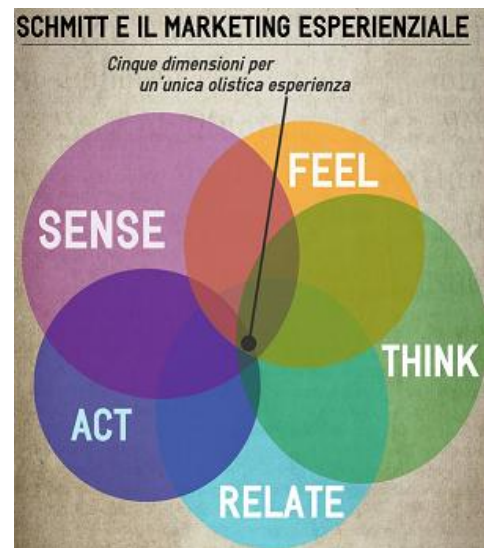 SCHMITT E IL MARKETING ESPERIENZIALE
Cinque dimensioni per
un'unica olistica esperienza
FEEL
SENSE
THINK
ACT
RELATE